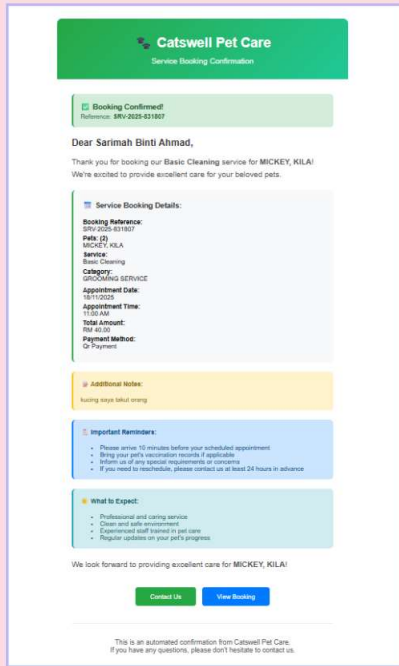 Catswell Pet Care
Service Booking Confirmation
Booking Confirmed!
Reference: SRV-2025-831807
Dear Sarimah Binti Ahmad,
Thank you for booking our Basic Cleaning service for MICKEY, KILA!
We're excited to provide excellent care for your beloved pets.
Service Booking Details:
Booking Reference:
SRV-2025-831807
Pets: (2)
MICKEY, KILA
Service:
Basic Cleaning
Category:
GROOMING SERVICE
Appointment Date:
18/11/2025
Appointment Time:
11:00 AM
Total Amount:
RM 40.00
Payment Method:
Qr Payment
Additional Notes:
kucing saya takut orang
Important Reminders:
• Please arrive 10 minutes before your scheduled appointment
• Bring your pet's vaccination records if applicable
• Inform us of any special requirements or concerns
• If you need to reschedule, please contact us at least 24 hours in advance
What to Expect:
• Professional and caring service
• Clean and safe environment
• Experienced staff trained in pet care
• Regular updates on your pet's progress
We look forward to providing excellent care for MICKEY, KILA!
Contact Us View Booking
This is an automated confirmation from Catswell Pet Care.
If you have any questions, please don't hesitate to contact us.